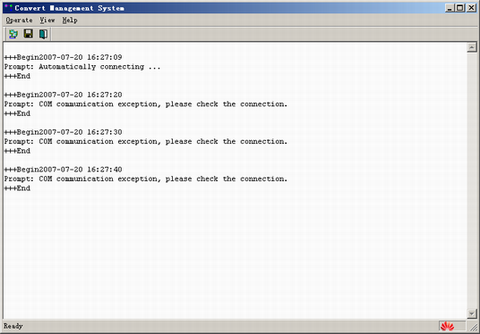 Convert Management System
Operate View Help
+++Begin2007-07-20 16:27:09
Prompt: Automatically connecting ...
+++End
+++Begin2007-07-20 16:27:20
Prompt: COM communication exception, please check the connection.
+++End
+++Begin2007-07-20 16:27:30
Prompt: COM communication exception, please check the connection.
+++End
+++Begin2007-07-20 16:27:40
Prompt: COM communication exception, please check the connection.
+++End
Ready